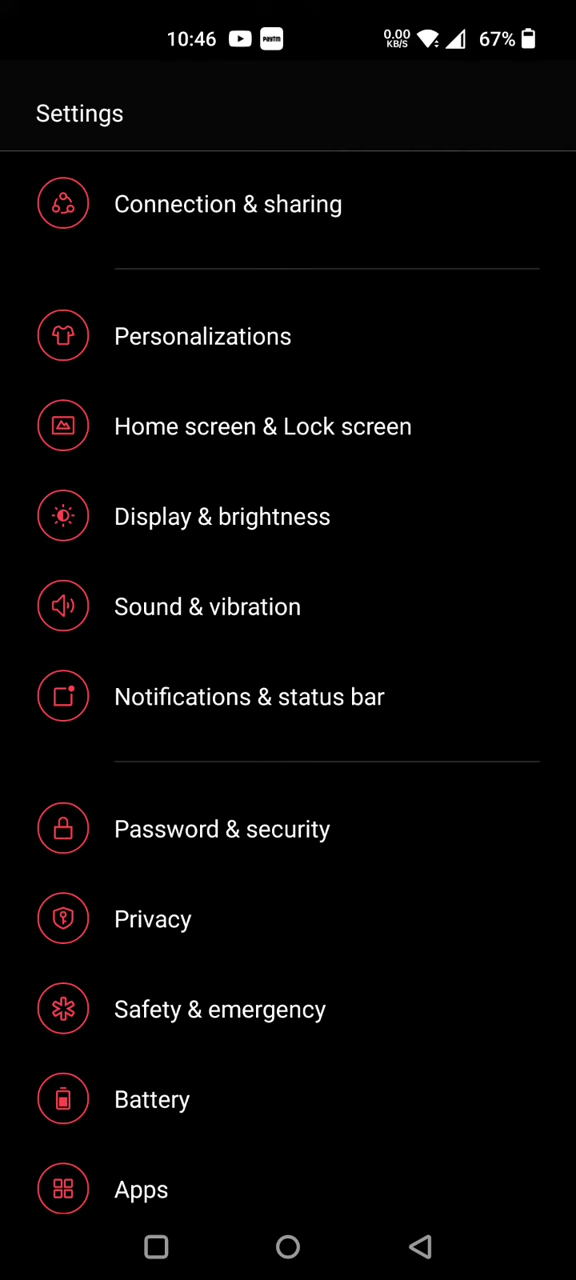 10:46 paytm 0.00 KB/S 67%
Settings
Connection & sharing
Personalizations
Home screen & Lock screen
Display & brightness
Sound & vibration
Notifications & status bar
Password & security
Privacy
Safety & emergency
Battery
Apps